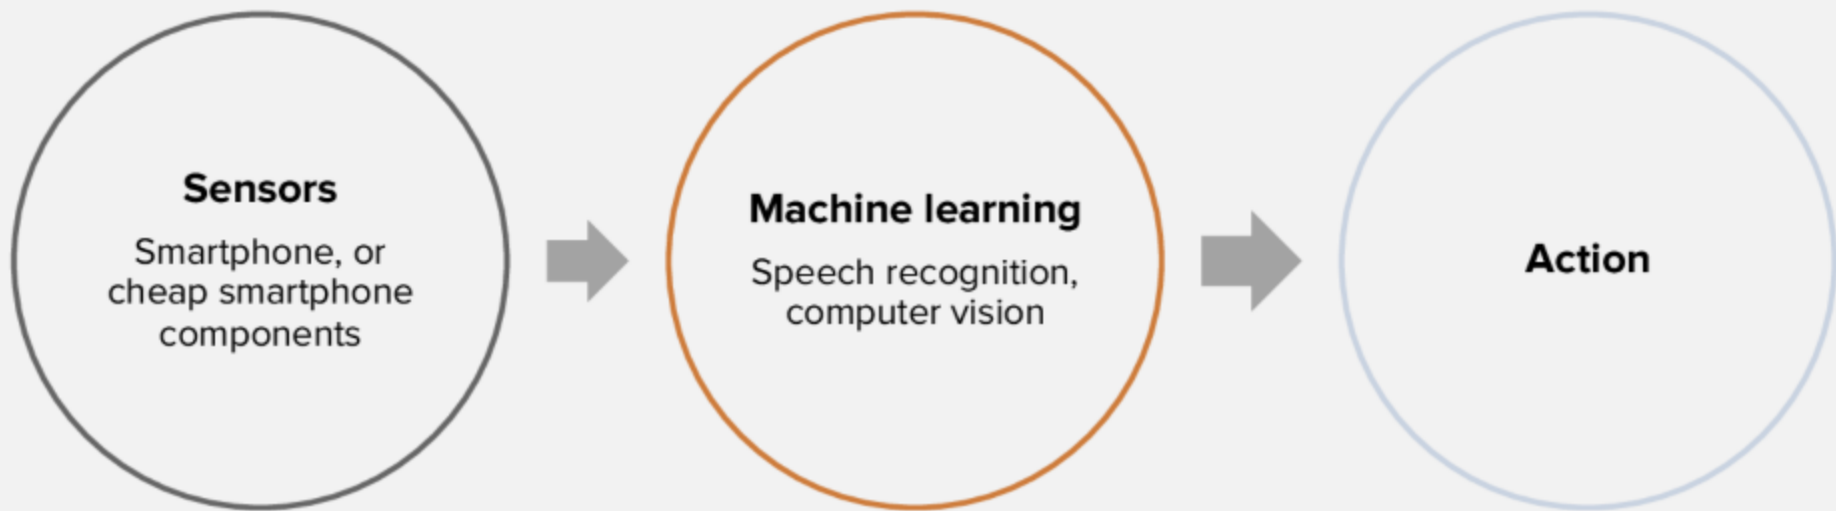 Sensors
Smartphone, or
cheap smartphone
components
Machine learning
Speech recognition,
computer vision
Action